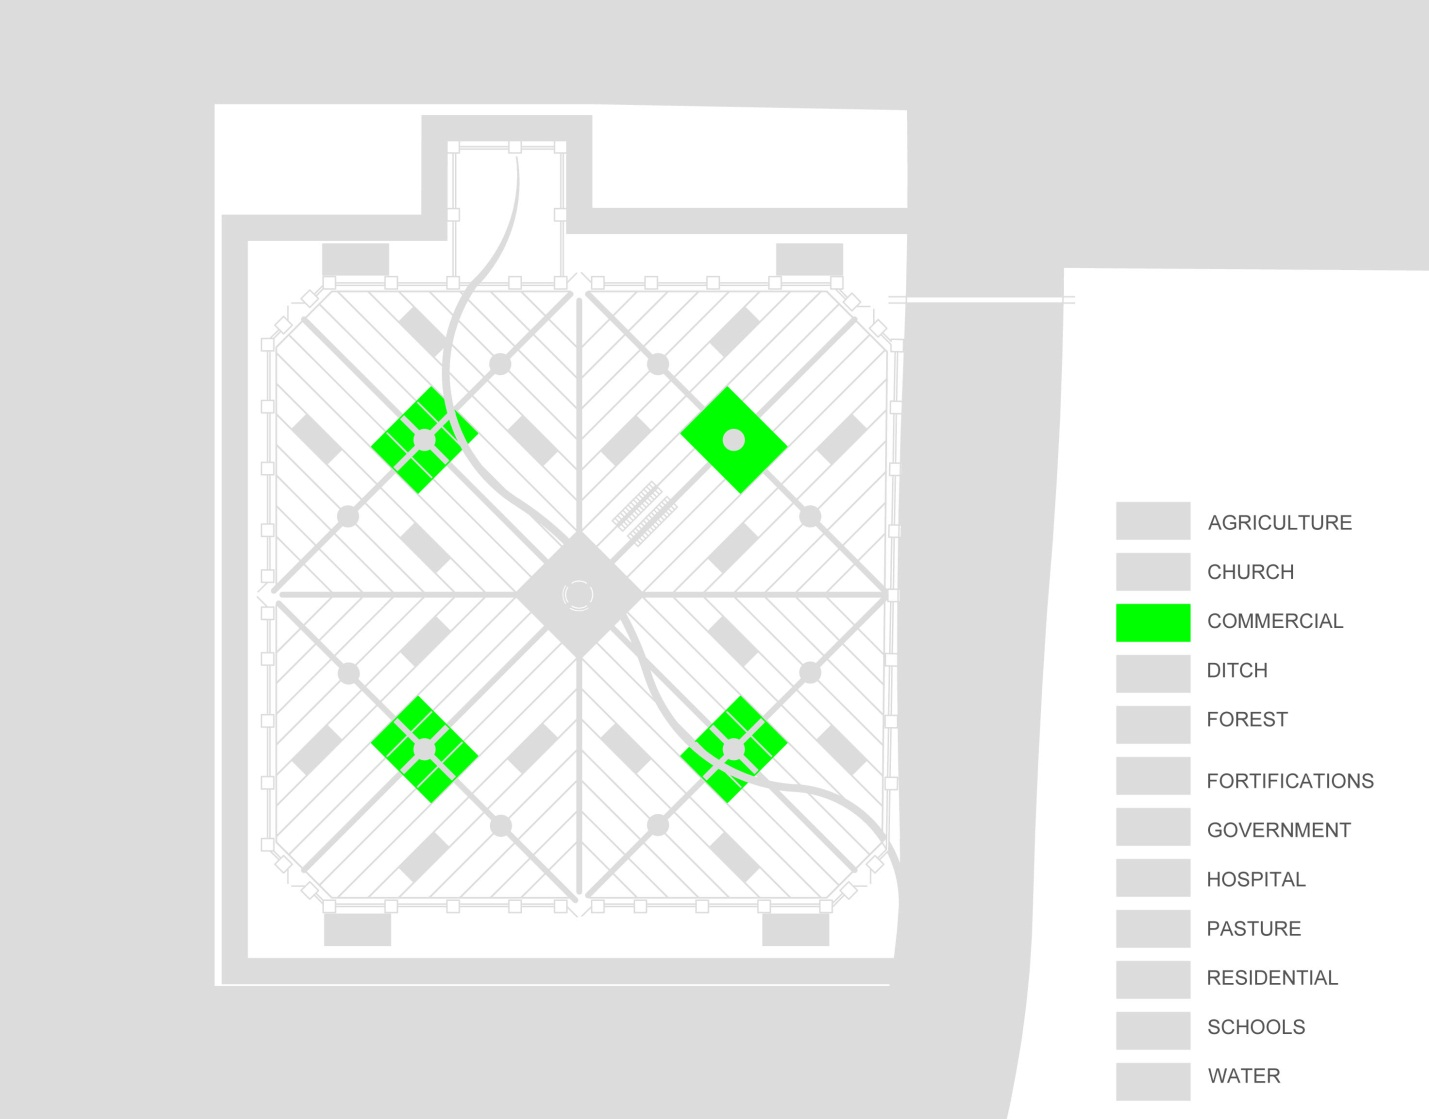 AGRICULTURE
CHURCH
COMMERCIAL
DITCH
FOREST
FORTIFICATIONS
GOVERNMENT
HOSPITAL
PASTURE
RESIDENTIAL
SCHOOLS
WATER